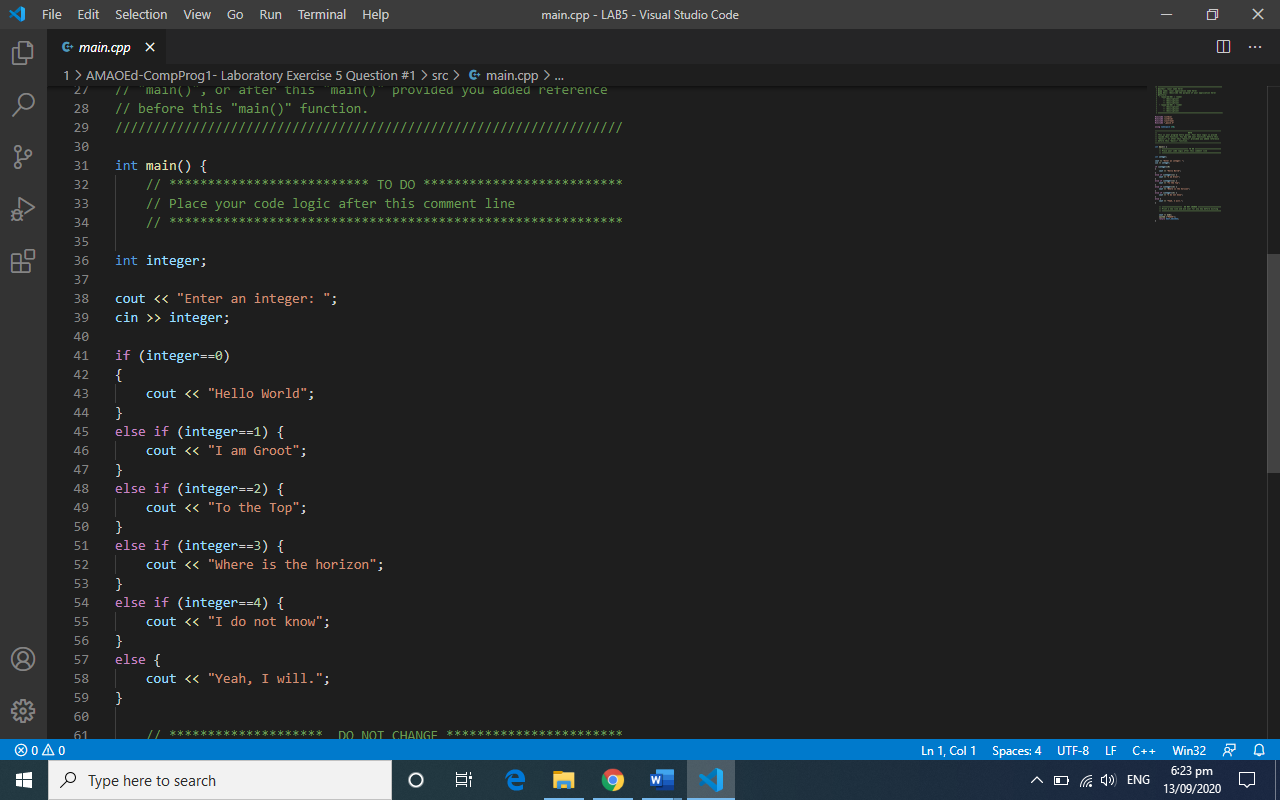 File Edit Selection View Go Run Terminal Help main.cpp - LAB5 - Visual Studio Code
main.cpp
1 > AMAOEd-CompProg1- Laboratory Exercise 5 Question #1 > src > main.cpp > ...
27 // "main()", or after this "main()" provided you added reference
28 // before this "main()" function.
29 //////////////////////////////////////////////////////////////////
30
31 int main() {
32 // ************************** TO DO **************************
33 // Place your code logic after this comment line
34 // ***********************************************************
35
36 int integer;
37
38 cout << "Enter an integer: ";
39 cin >> integer;
40
41 if (integer==0)
42 {
43 cout << "Hello World";
44 }
45 else if (integer==1) {
46 cout << "I am Groot";
47 }
48 else if (integer==2) {
49 cout << "To the Top";
50 }
51 else if (integer==3) {
52 cout << "Where is the horizon";
53 }
54 else if (integer==4) {
55 cout << "I do not know";
56 }
57 else {
58 cout << "Yeah, I will.";
59 }
60
61 // ******************** DO NOT CHANGE ***********************
0 0 Ln 1, Col 1 Spaces: 4 UTF-8 LF C++ Win32
Type here to search
ENG
6:23 pm
13/09/2020